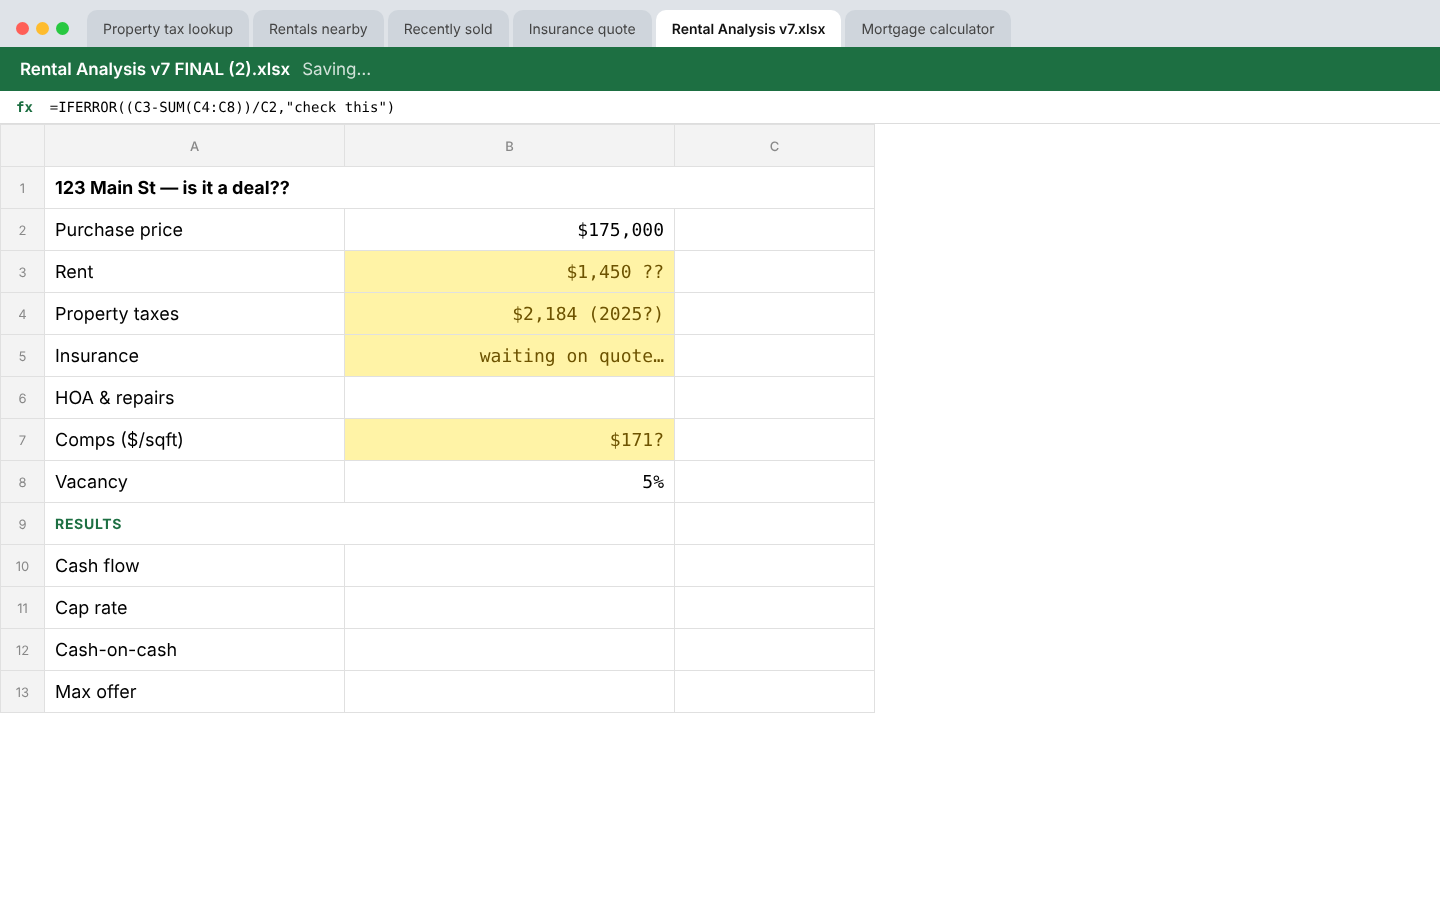 Property tax lookup Rentals nearby Recently sold Insurance quote Rental Analysis v7.xlsx Mortgage calculator
Rental Analysis v7 FINAL (2).xlsx Saving…
fx =IFERROR((C3-SUM(C4:C8))/C2,"check this")
A B C
1 123 Main St — is it a deal??
2 Purchase price $175,000
3 Rent $1,450 ??
4 Property taxes $2,184 (2025?)
5 Insurance waiting on quote…
6 HOA & repairs
7 Comps ($/sqft) $171?
8 Vacancy 5%
9 RESULTS
10 Cash flow
11 Cap rate
12 Cash-on-cash
13 Max offer